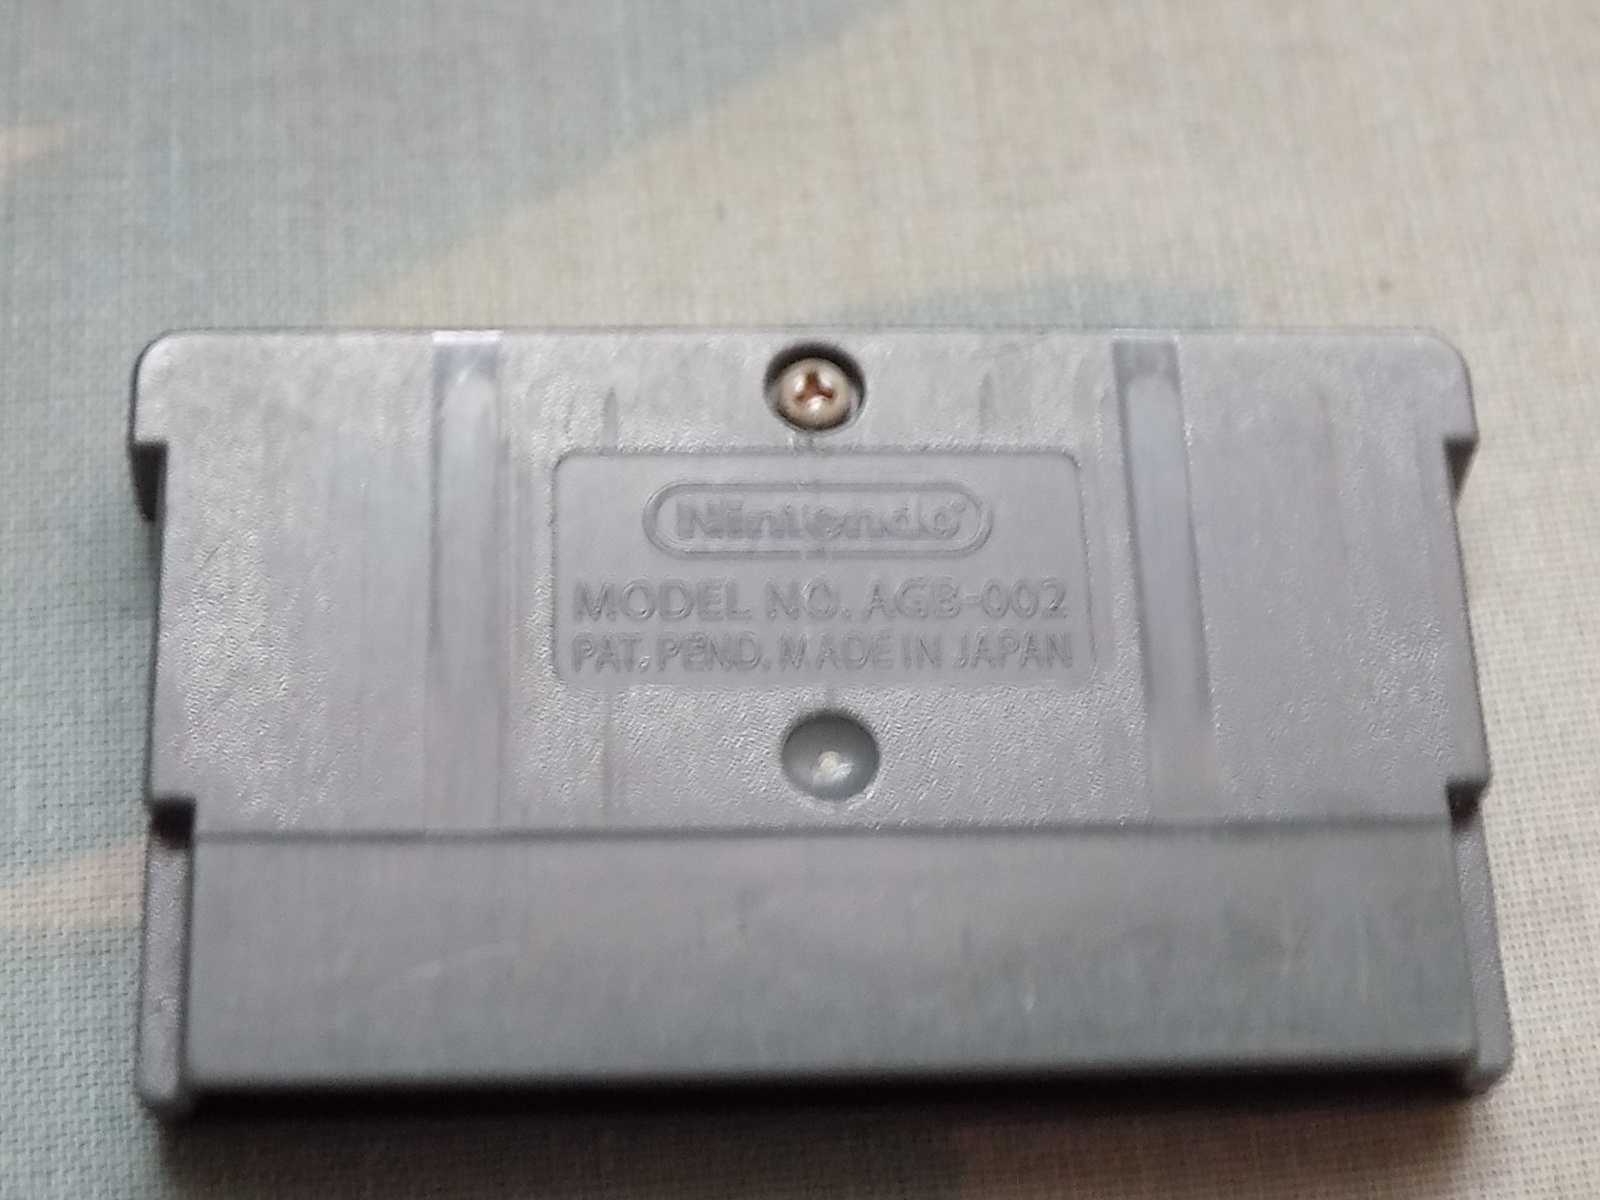 Nintendo®
MODEL NO. AGB-002
PAT. PEND. MADE IN JAPAN